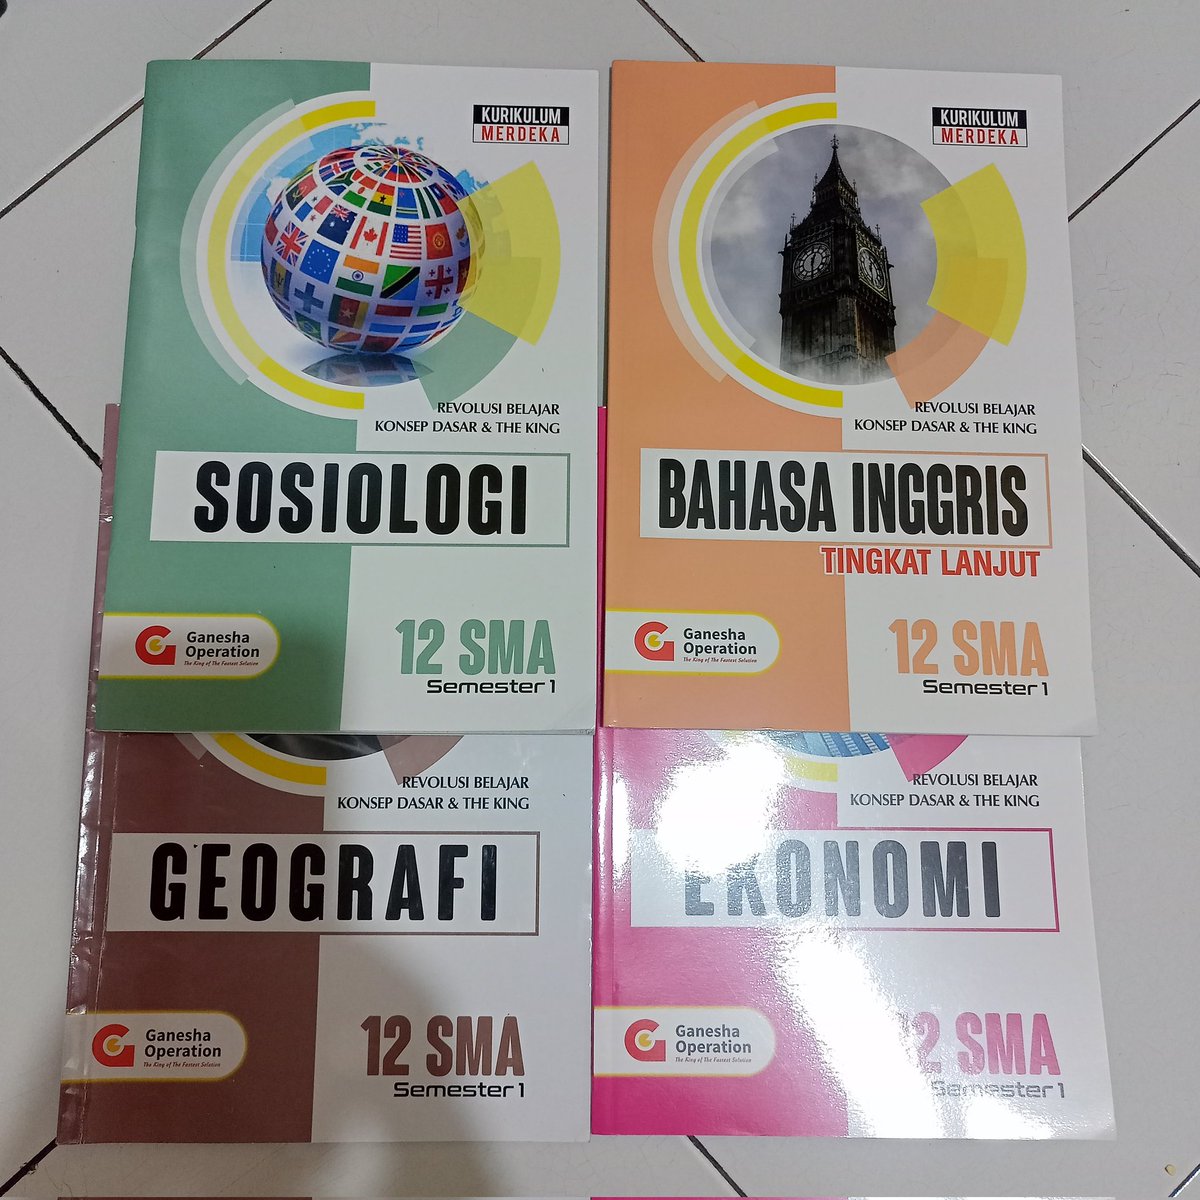 KURIKULUM
MERDEKA
REVOLUSI BELAJAR
KONSEP DASAR & THE KING
SOSIOLOGI
Ganesha
Operation
The King of The Fastest Solution
12 SMA
Semester 1
KURIKULUM
MERDEKA
REVOLUSI BELAJAR
KONSEP DASAR & THE KING
BAHASA INGGRIS
TINGKAT LANJUT
Ganesha
Operation
The King of The Fastest Solution
12 SMA
Semester 1
REVOLUSI BELAJAR
KONSEP DASAR & THE KING
GEOGRAFI
Ganesha
Operation
The King of The Fastest Solution
12 SMA
Semester 1
REVOLUSI BELAJAR
KONSEP DASAR & THE KING
EKONOMI
Ganesha
Operation
The King of The Fastest Solution
12 SMA
Semester 1